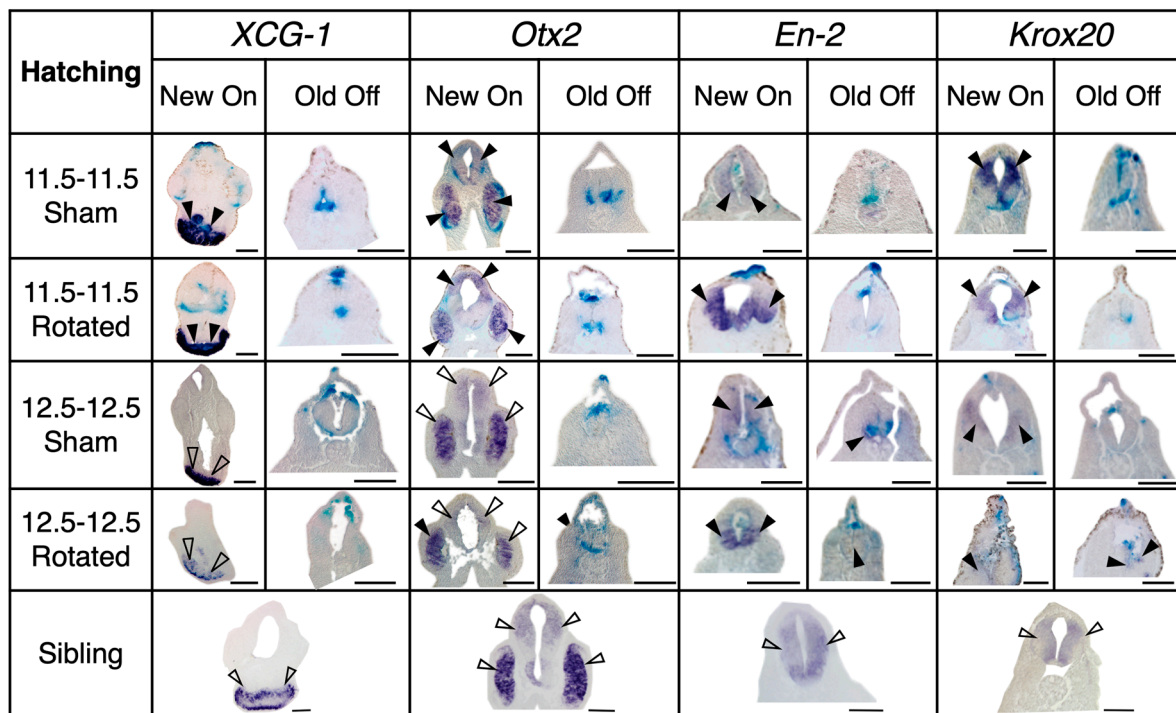 Hatching
XCG-1
Otx2
En-2
Krox20
New On
Old Off
New On
Old Off
New On
Old Off
New On
Old Off
11.5-11.5
Sham
11.5-11.5
Rotated
12.5-12.5
Sham
12.5-12.5
Rotated
Sibling